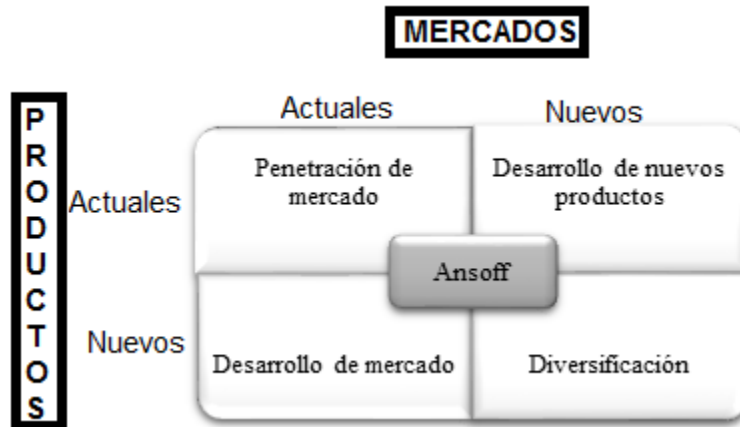 MERCADOS
Actuales
Nuevos
PRODUCTOS
Actuales
Penetración de
mercado
Desarrollo de nuevos
productos
Ansoff
Nuevos
Desarrollo de mercado
Diversificación